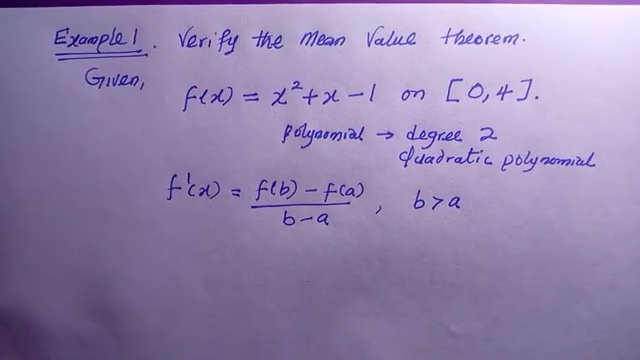 Example 1. Verify the Mean Value theorem.
Given,
f(x) = x² + x − 1 on [0,4].
polynomial → degree 2
quadratic polynomial
f'(x) = f(b) − f(a) / b − a , b > a